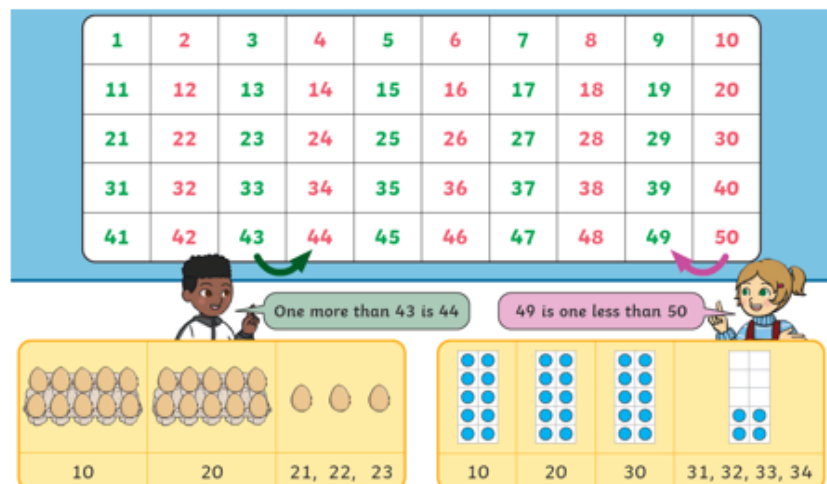 1 2 3 4 5 6 7 8 9 10
11 12 13 14 15 16 17 18 19 20
21 22 23 24 25 26 27 28 29 30
31 32 33 34 35 36 37 38 39 40
41 42 43 44 45 46 47 48 49 50
One more than 43 is 44
49 is one less than 50
10 20 21, 22, 23
10 20 30 31, 32, 33, 34